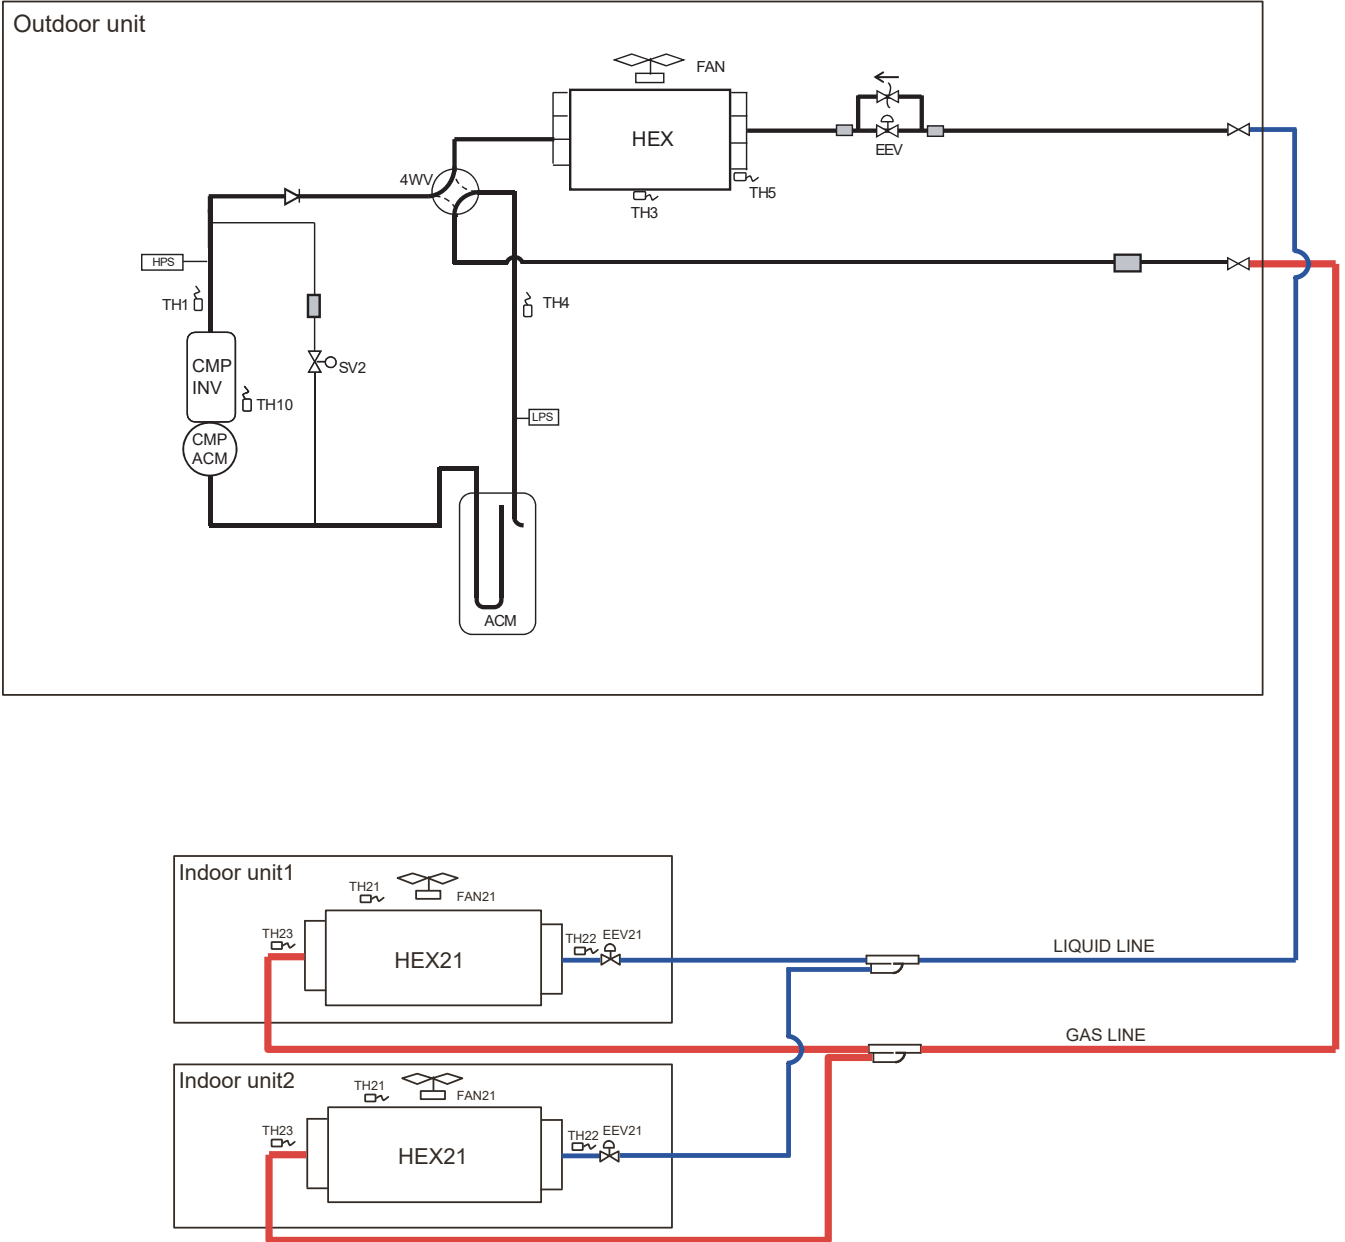 Outdoor unit
FAN
HEX
EEV
4WV
TH5
TH3
HPS
TH1
TH4
CMP
INV
SV2
TH10
LPS
CMP
ACM
ACM
Indoor unit1
TH21
FAN21
TH23
TH22
EEV21
HEX21
LIQUID LINE
GAS LINE
Indoor unit2
TH21
FAN21
TH23
TH22
EEV21
HEX21